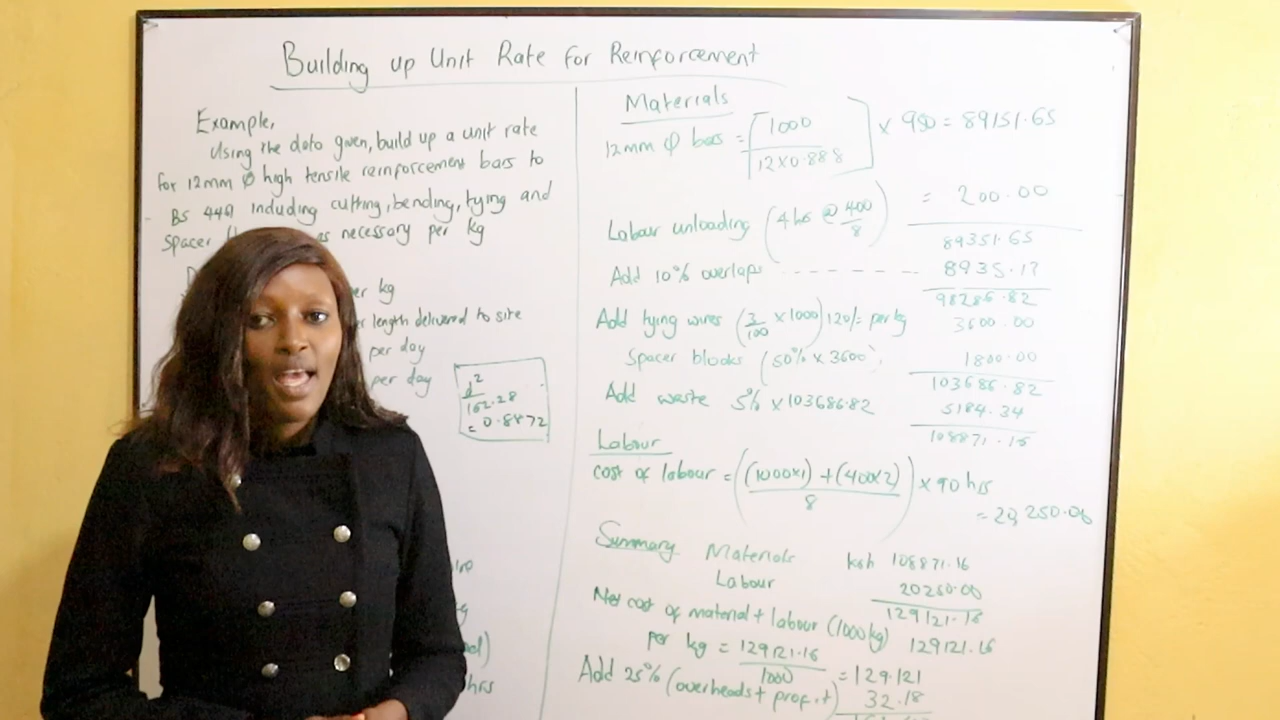 Building up Unit Rate For Reinforcement
Example,
Using the data given, build up a unit rate
for 12mm Ø high tensile reinforcement bars to
BS 4449 Including cutting, bending, tying and
Spacer as necessary per kg
per kg
length delivered to site
per day
per day
d²
162.28
= 0.8872
hrs
Materials
12mm Ø bars = [1000 / 12 x 0.888] x 950 = 89151.65
Labour unloading (4 hrs @ 400/8) = 200.00
89351.65
Add 10% overlaps - - - - - - - - 8935.17
98286.82
Add tying wires (3/100 x 1000) 120/= per kg 3600.00
Spacer blocks (50% x 3600) 1800.00
103686.82
Add waste 5% x 103686.82 5184.34
108871.16
Labour
cost of labour = ((1000x1) + (400x2) / 8) x 90 hrs
= 20,250.00
Summary Materials ksh 108871.16
Labour 20250.00
129121.16
Net cost of material + labour (1000kg) 129121.16
per kg = 129121.16 / 1000 = 129.121
Add 25% (overheads + profit) 32.18